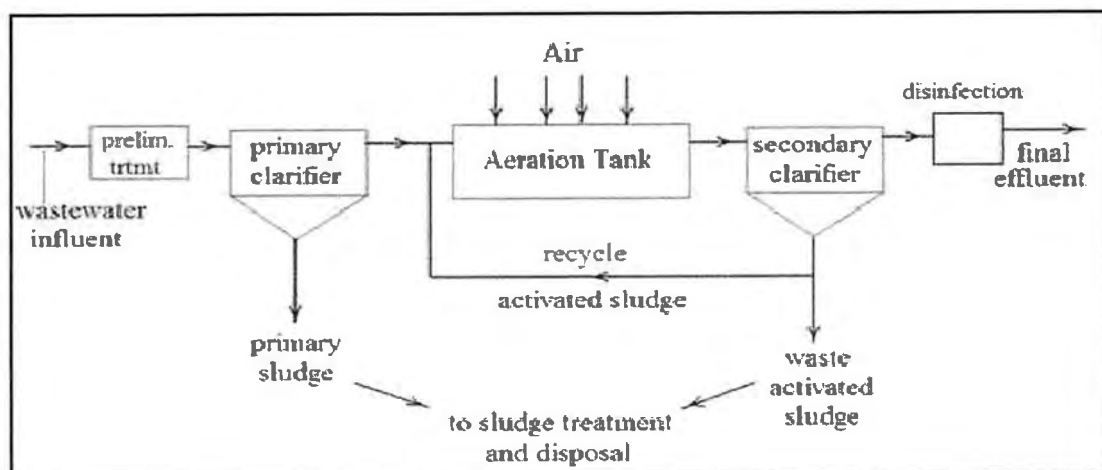 Air
disinfection
prelim.
trtmt
primary
clarifier
Aeration Tank
secondary
clarifier
final
effluent
wastewater
influent
recycle
activated sludge
primary
sludge
waste
activated
sludge
to sludge treatment
and disposal